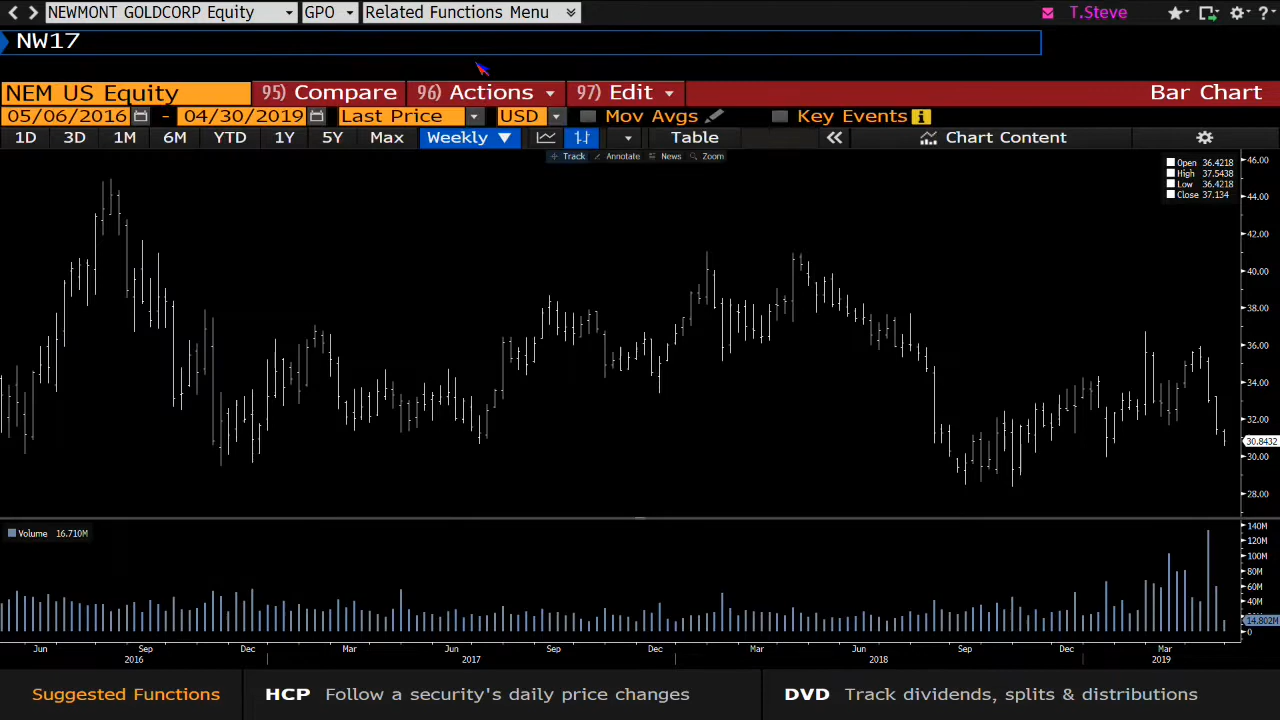 NEWMONT GOLDCORP Equity GPO Related Functions Menu T.Steve ?
NW17
NEM US Equity 95) Compare 96) Actions 97) Edit Bar Chart
05/06/2016 - 04/30/2019 Last Price USD Mov Avgs Key Events
1D 3D 1M 6M YTD 1Y 5Y Max Weekly Table Chart Content
Track Annotate News Zoom
Open 36.4218
High 37.5438
Low 36.4218
Close 37.134
46.00
44.00
42.00
40.00
38.00
36.00
34.00
32.00
30.8432
30.00
28.00
Volume 16.710M
140M
120M
100M
80M
60M
40M
14.802M
0
Jun Sep Dec Mar Jun Sep Dec Mar Jun Sep Dec Mar
2016 2017 2018 2019
Suggested Functions HCP Follow a security's daily price changes DVD Track dividends, splits & distributions